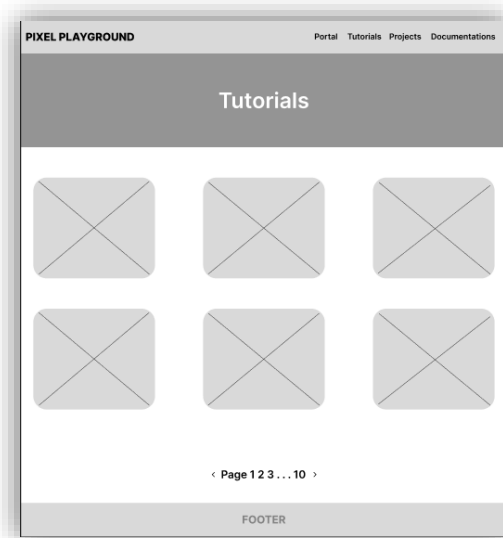 PIXEL PLAYGROUND Portal Tutorials Projects Documentations
Tutorials
‹ Page 1 2 3 . . . 10 ›
FOOTER